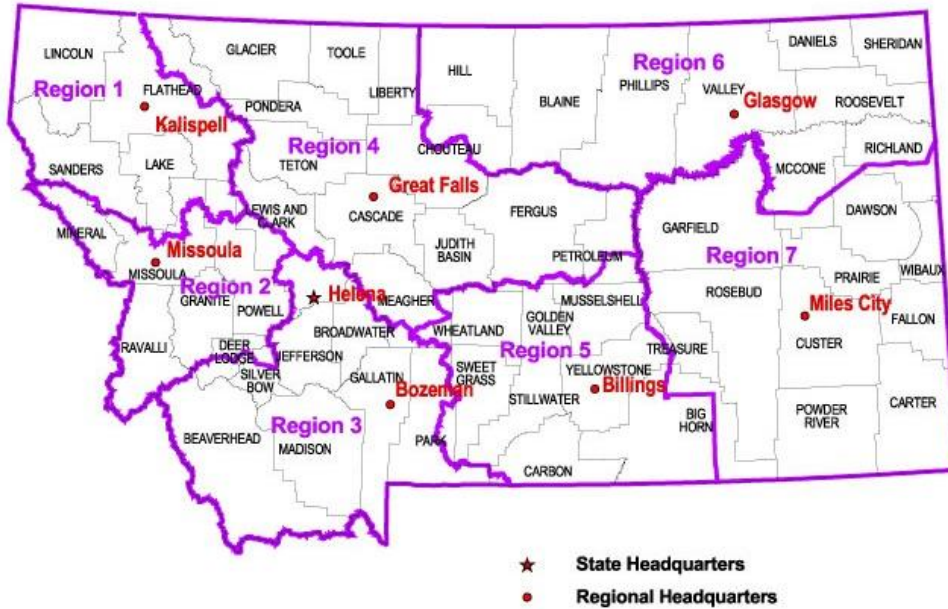 LINCOLN
GLACIER
TOOLE
HILL
Region 6
DANIELS
SHERIDAN
Region 1
FLATHEAD
LIBERTY
BLAINE
PHILLIPS
VALLEY
Kalispell
PONDERA
Glasgow
ROOSEVELT
Region 4
CHOUTEAU
SANDERS
LAKE
TETON
MCCONE
RICHLAND
Great Falls
LEWIS AND
CLARK
CASCADE
FERGUS
GARFIELD
DAWSON
MINERAL
Missoula
JUDITH
BASIN
PETROLEUM
Region 7
MISSOULA
Region 2
GRANITE
Helena
MEAGHER
MUSSELSHELL
ROSEBUD
PRAIRIE
WIBAUX
POWELL
GOLDEN
VALLEY
Miles City
FALLON
BROADWATER
WHEATLAND
RAVALLI
DEER
LODGE
JEFFERSON
Region 5
TREASURE
CUSTER
SILVER
BOW
GALLATIN
SWEET
GRASS
YELLOWSTONE
Bozeman
STILLWATER
Billings
CARTER
Region 3
BIG
HORN
POWDER
RIVER
BEAVERHEAD
MADISON
PARK
CARBON
State Headquarters
Regional Headquarters